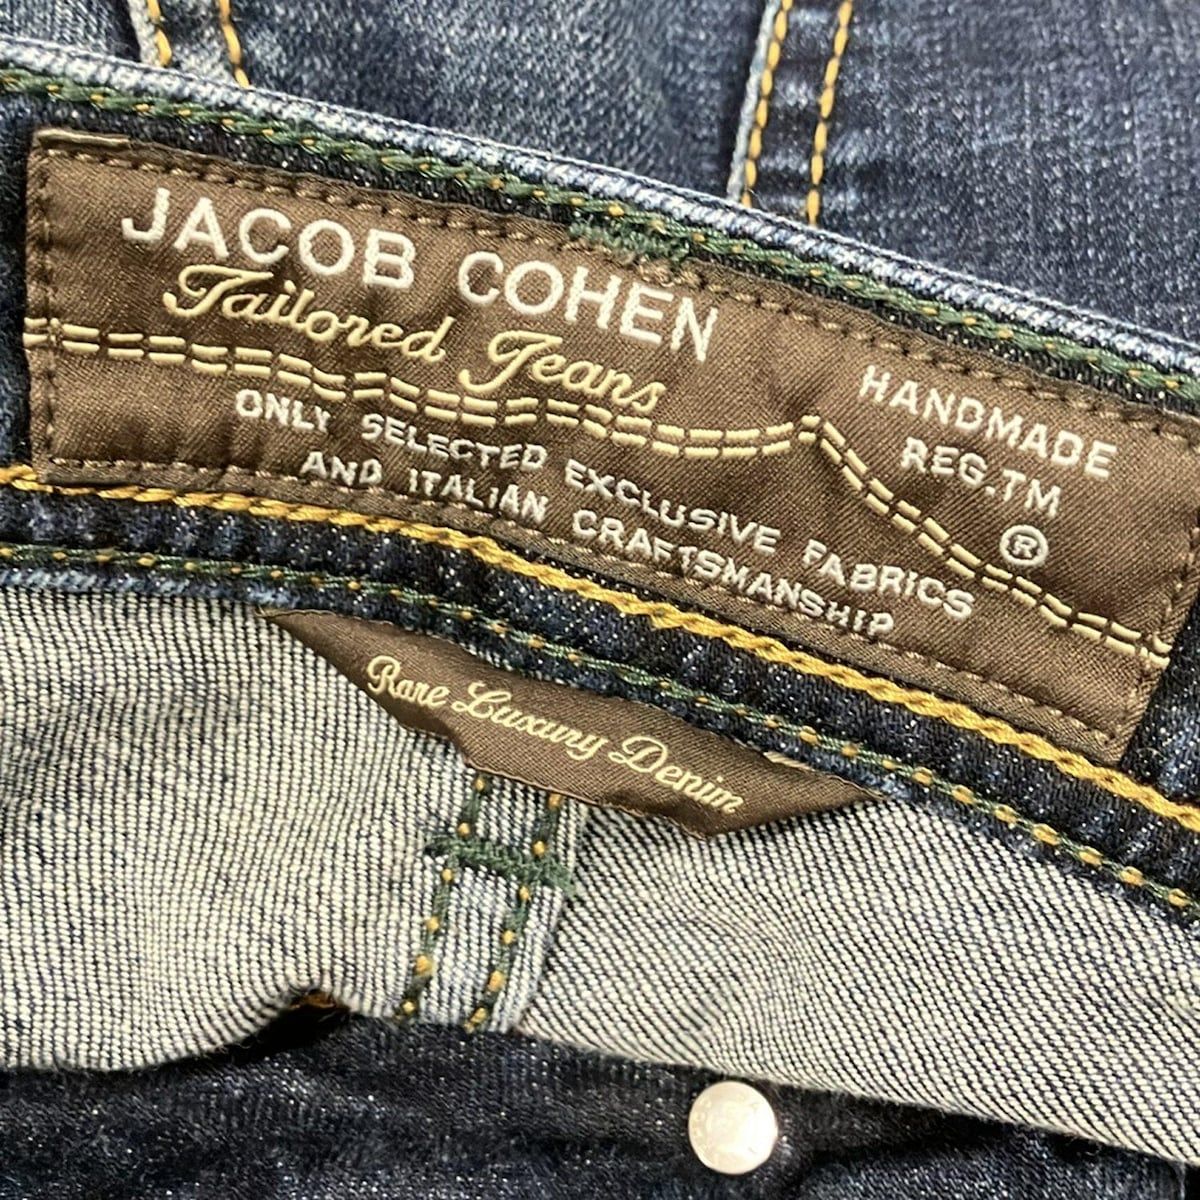 JACOB COHEN
Tailored Jeans
ONLY SELECTED EXCLUSIVE FABRICS
AND ITALIAN CRAFTSMANSHIP
HANDMADE
REG.TM
®
Rare Luxury Denim